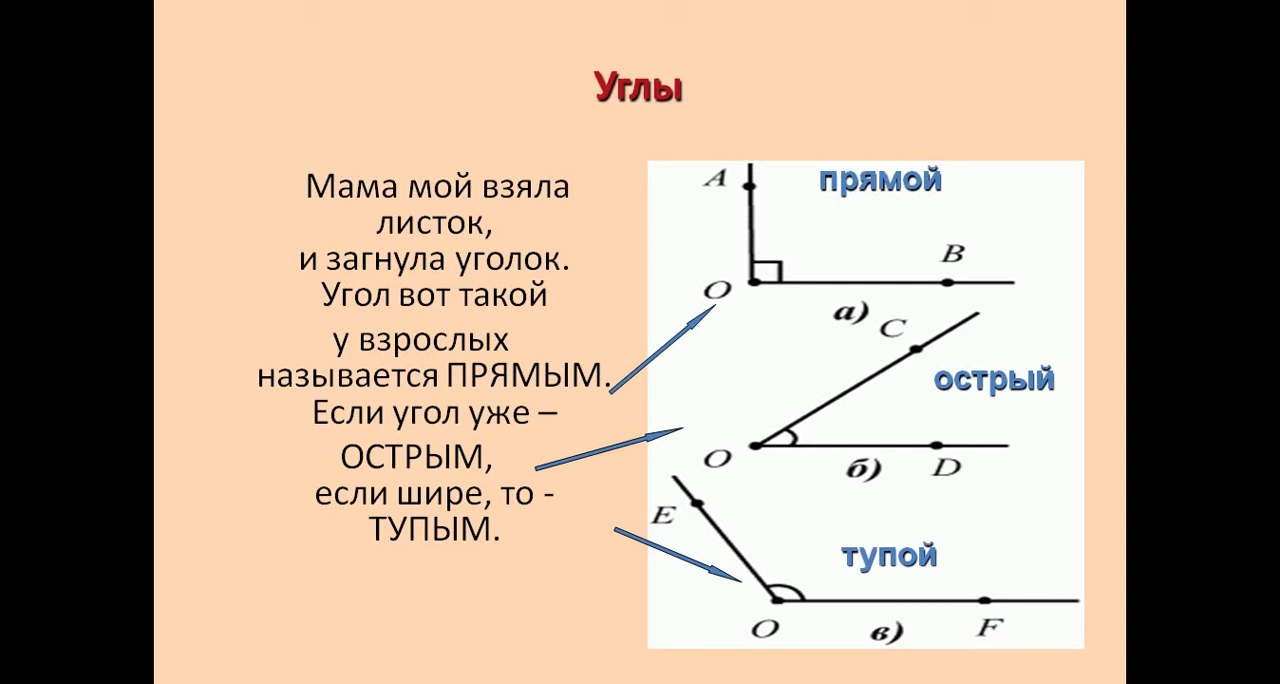 Углы
Мама мой взяла
листок,
и загнула уголок.
Угол вот такой
у взрослых
называется ПРЯМЫМ.
Если угол уже –
ОСТРЫМ,
если шире, то -
ТУПЫМ.
A
прямой
B
O
а)
C
острый
O
б)
D
E
тупой
O
в)
F